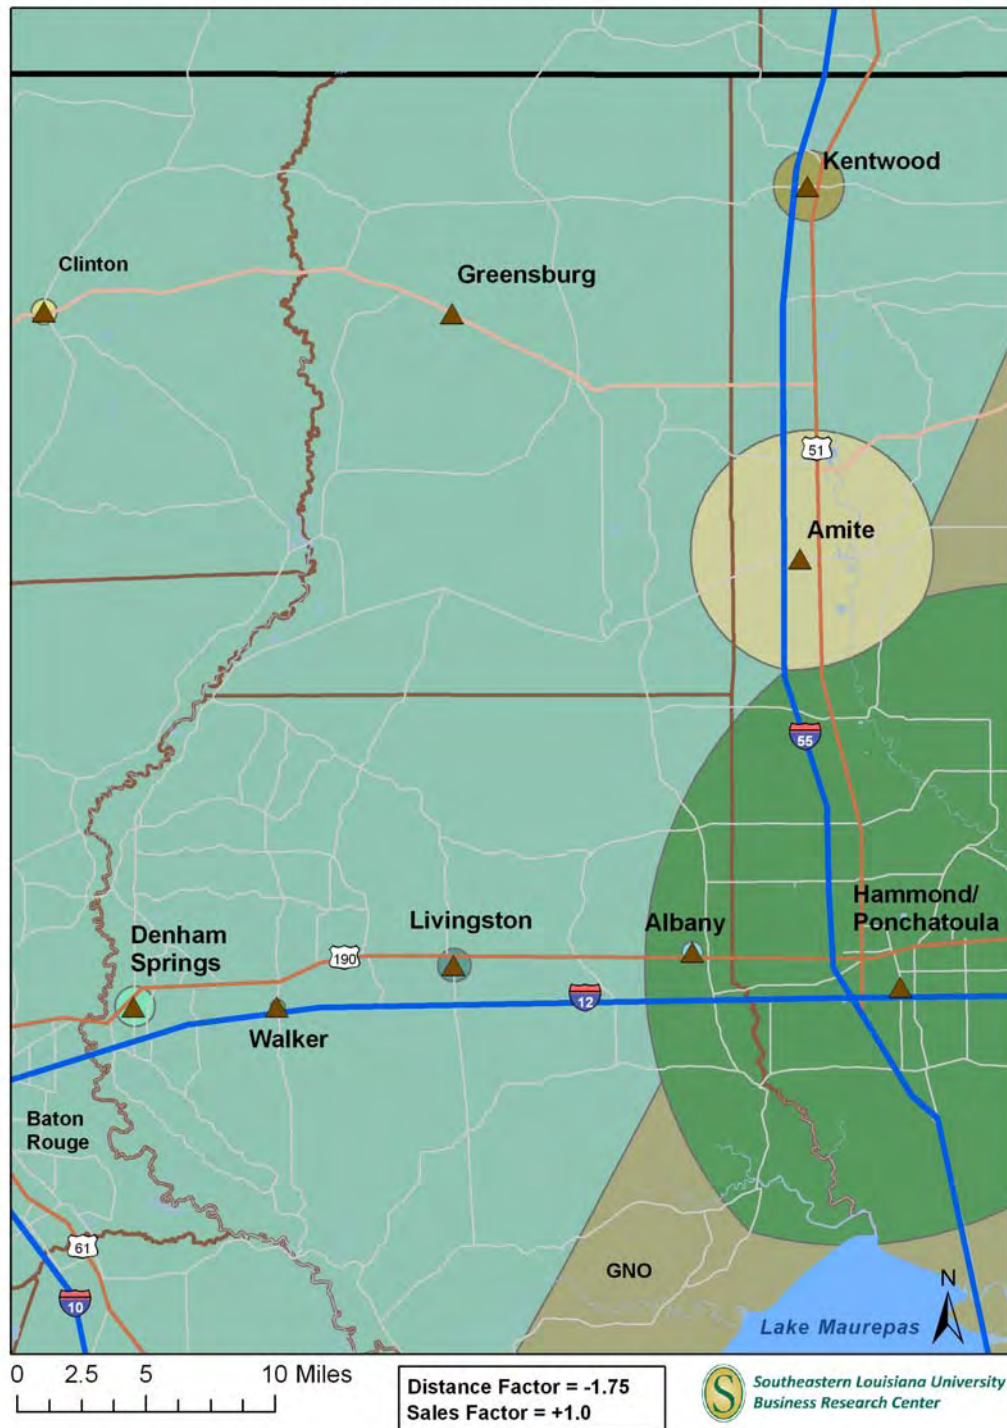 Kentwood
Clinton
Greensburg
51
Amite
55
Hammond/
Ponchatoula
Denham
Springs
190
Livingston
Albany
12
Walker
Baton
Rouge
61
10
GNO
N
Lake Maurepas
0 2.5 5 10 Miles
Distance Factor = -1.75
Sales Factor = +1.0
S
Southeastern Louisiana University
Business Research Center